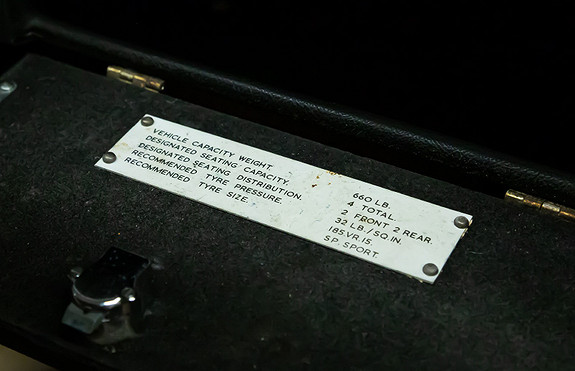 VEHICLE CAPACITY WEIGHT. 660 LB.
DESIGNATED SEATING CAPACITY. 4 TOTAL.
DESIGNATED SEATING DISTRIBUTION. 2 FRONT 2 REAR.
RECOMMENDED TYRE PRESSURE. 32 LB./SQ.IN.
RECOMMENDED TYRE SIZE. 185.VR.15.
SP. SPORT.